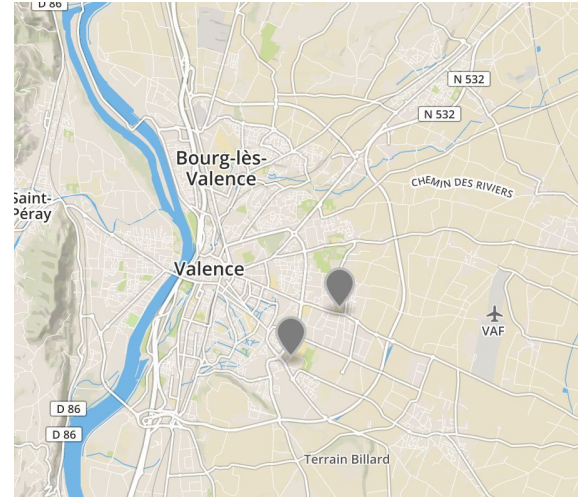 D 86
N 532
N 532
Bourg-lès-
Valence
CHEMIN DES RIVIERS
Saint-
Péray
Valence
VAF
D 86
D 86
Terrain Billard